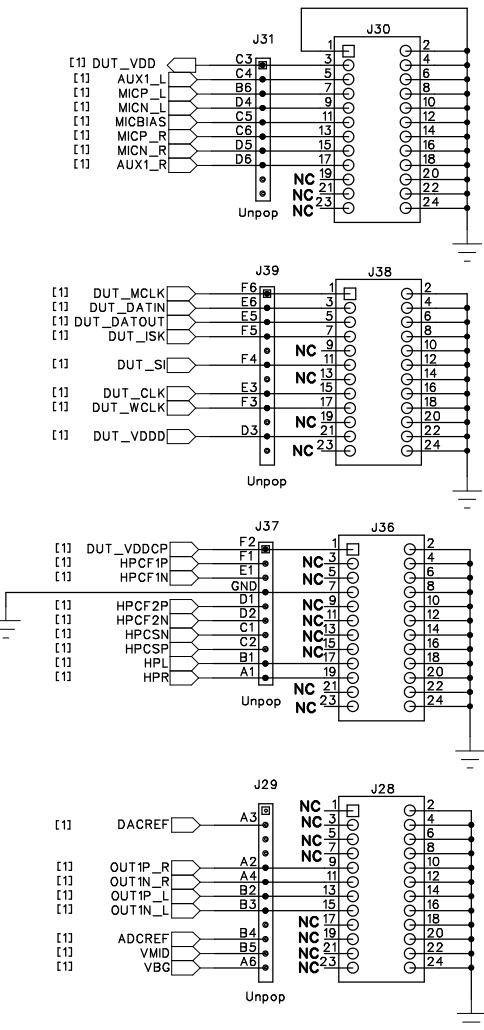 J31 J30
1 2
[1] DUT_VDD C3 3 4
[1] AUX1_L C4 5 6
[1] MICP_L B6 7 8
[1] MICN_L D4 9 10
[1] MICBIAS C5 11 12
[1] MICP_R C6 13 14
[1] MICN_R D5 15 16
[1] AUX1_R D6 17 18
NC 19 20
NC 21 22
NC 23 24
Unpop
J39 J38
[1] DUT_MCLK F6 1 2
[1] DUT_DATIN E6 3 4
[1] DUT_DATOUT E5 5 6
[1] DUT_ISK F5 7 8
NC 9 10
[1] DUT_SI F4 11 12
NC 13 14
[1] DUT_CLK E3 15 16
[1] DUT_WCLK F3 17 18
NC 19 20
[1] DUT_VDDD D3 21 22
NC 23 24
Unpop
J37 J36
[1] DUT_VDDCP F2 1 2
[1] HPCF1P F1 NC 3 4
[1] HPCF1N E1 NC 5 6
GND 7 8
[1] HPCF2P D1 NC 9 10
[1] HPCF2N D2 NC 11 12
[1] HPCSN C1 NC 13 14
[1] HPCSP C2 NC 15 16
[1] HPL B1 17 18
[1] HPR A1 19 20
NC 21 22
Unpop NC 23 24
J29 J28
NC 1 2
[1] DACREF A3 NC 3 4
NC 5 6
NC 7 8
[1] OUT1P_R A2 9 10
[1] OUT1N_R A4 11 12
[1] OUT1P_L B2 13 14
[1] OUT1N_L B3 15 16
NC 17 18
[1] ADCREF B4 NC 19 20
[1] VMID B5 NC 21 22
[1] VBG A6 NC 23 24
Unpop